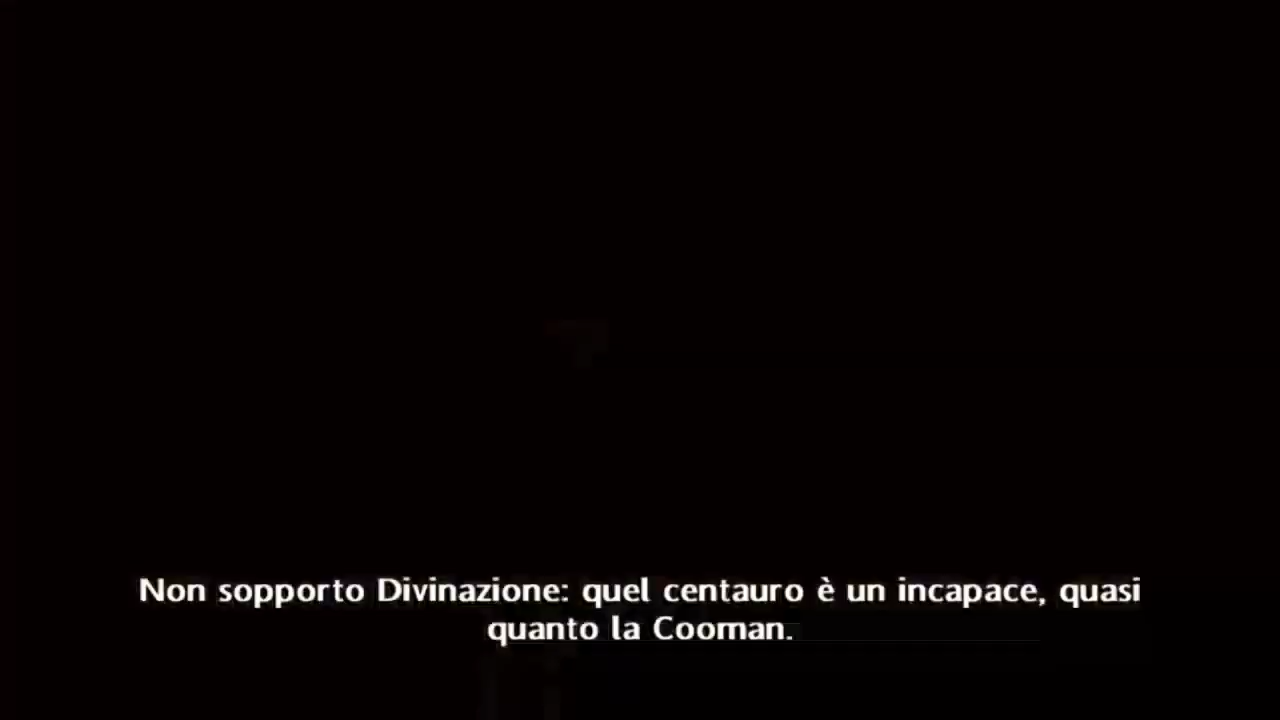 Non sopporto Divinazione: quel centauro è un incapace, quasi
quanto la Cooman.